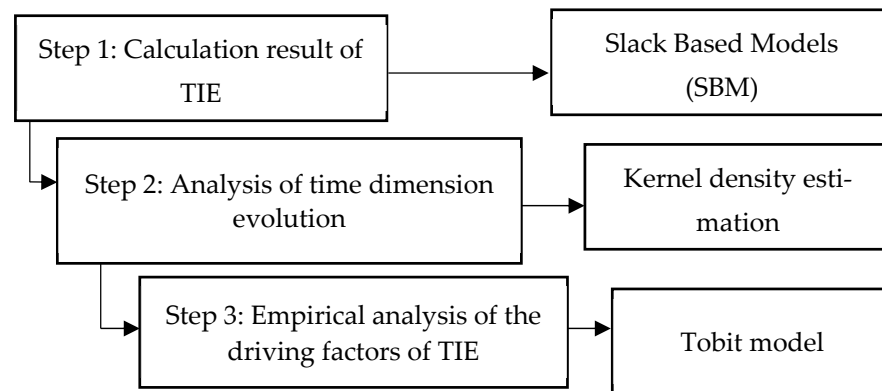 Step 1: Calculation result of
TIE
Slack Based Models
(SBM)
Step 2: Analysis of time dimension
evolution
Kernel density esti-
mation
Step 3: Empirical analysis of the
driving factors of TIE
Tobit model